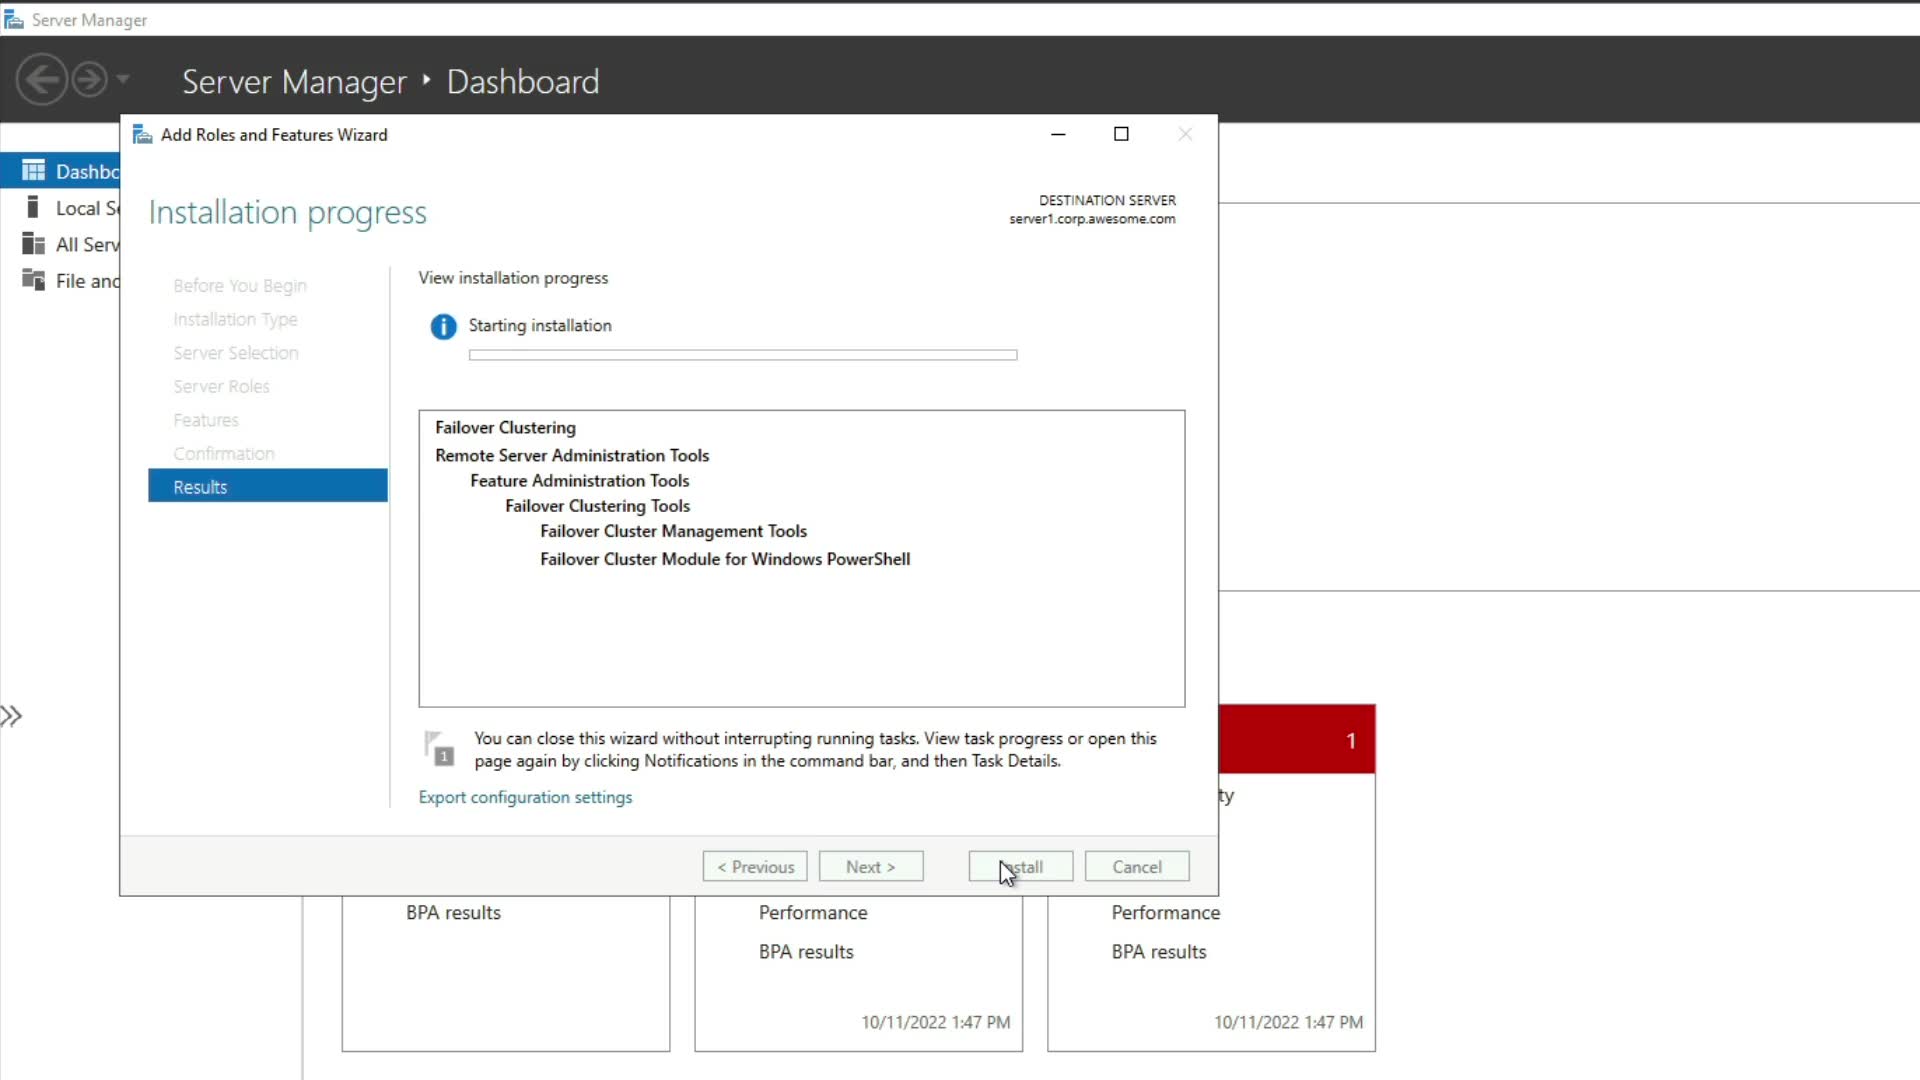 Server Manager
Server Manager ‣ Dashboard
Add Roles and Features Wizard
Dashbo
Local Se
All Serv
File and
Installation progress
DESTINATION SERVER
server1.corp.awesome.com
Before You Begin
Installation Type
Server Selection
Server Roles
Features
Confirmation
Results
View installation progress
Starting installation
Failover Clustering
Remote Server Administration Tools
Feature Administration Tools
Failover Clustering Tools
Failover Cluster Management Tools
Failover Cluster Module for Windows PowerShell
1
You can close this wizard without interrupting running tasks. View task progress or open this
page again by clicking Notifications in the command bar, and then Task Details.
Export configuration settings
< Previous
Next >
Install
Cancel
1
ty
BPA results
Performance
BPA results
10/11/2022 1:47 PM
Performance
BPA results
10/11/2022 1:47 PM